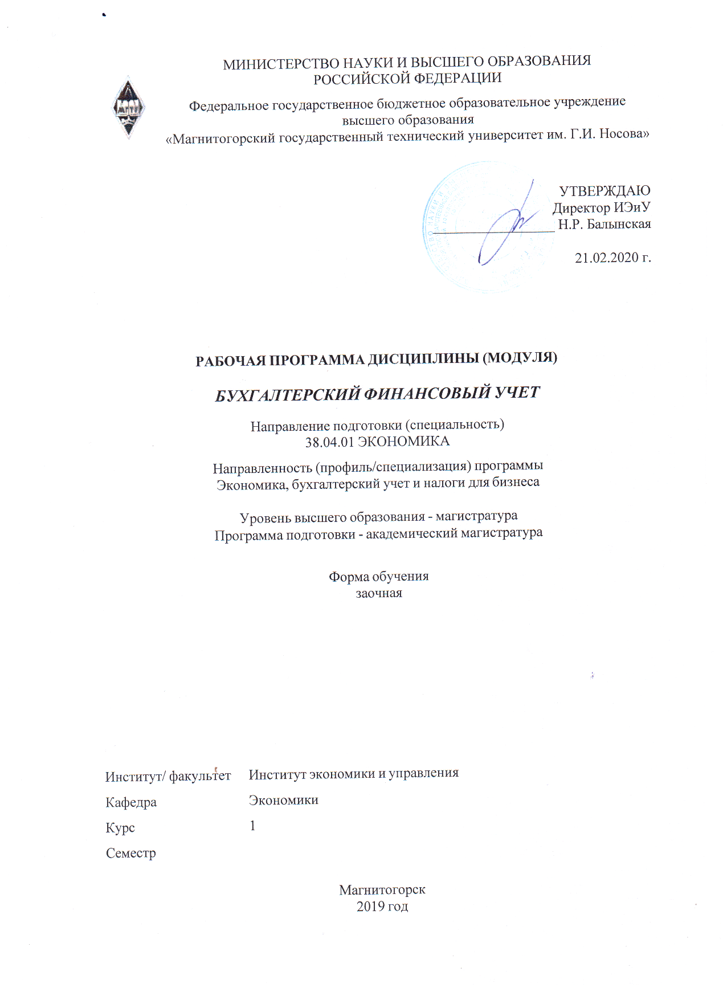 МИНИСТЕРСТВО НАУКИ И ВЫСШЕГО ОБРАЗОВАНИЯ
РОССИЙСКОЙ ФЕДЕРАЦИИ
Федеральное государственное бюджетное образовательное учреждение
высшего образования
«Магнитогорский государственный технический университет им. Г.И. Носова»
УТВЕРЖДАЮ
Директор ИЭиУ
Н.Р. Балынская
21.02.2020 г.
РАБОЧАЯ ПРОГРАММА ДИСЦИПЛИНЫ (МОДУЛЯ)
БУХГАЛТЕРСКИЙ ФИНАНСОВЫЙ УЧЕТ
Направление подготовки (специальность)
38.04.01 ЭКОНОМИКА
Направленность (профиль/специализация) программы
Экономика, бухгалтерский учет и налоги для бизнеса
Уровень высшего образования - магистратура
Программа подготовки - академический магистратура
Форма обучения
заочная
Институт/ факультет Институт экономики и управления
Кафедра Экономики
Курс 1
Семестр
Магнитогорск
2019 год